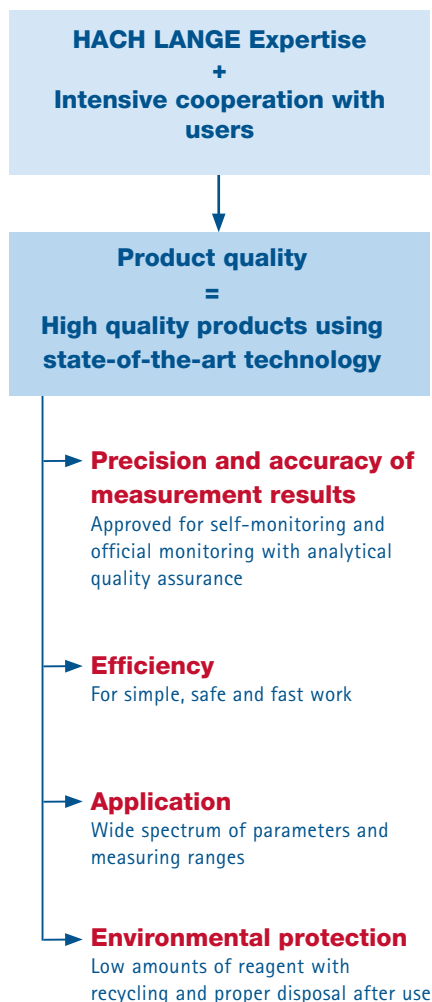 HACH LANGE Expertise
+
Intensive cooperation with
users
Product quality
=
High quality products using
state-of-the-art technology
Precision and accuracy of
measurement results
Approved for self-monitoring and
official monitoring with analytical
quality assurance
Efficiency
For simple, safe and fast work
Application
Wide spectrum of parameters and
measuring ranges
Environmental protection
Low amounts of reagent with
recycling and proper disposal after use